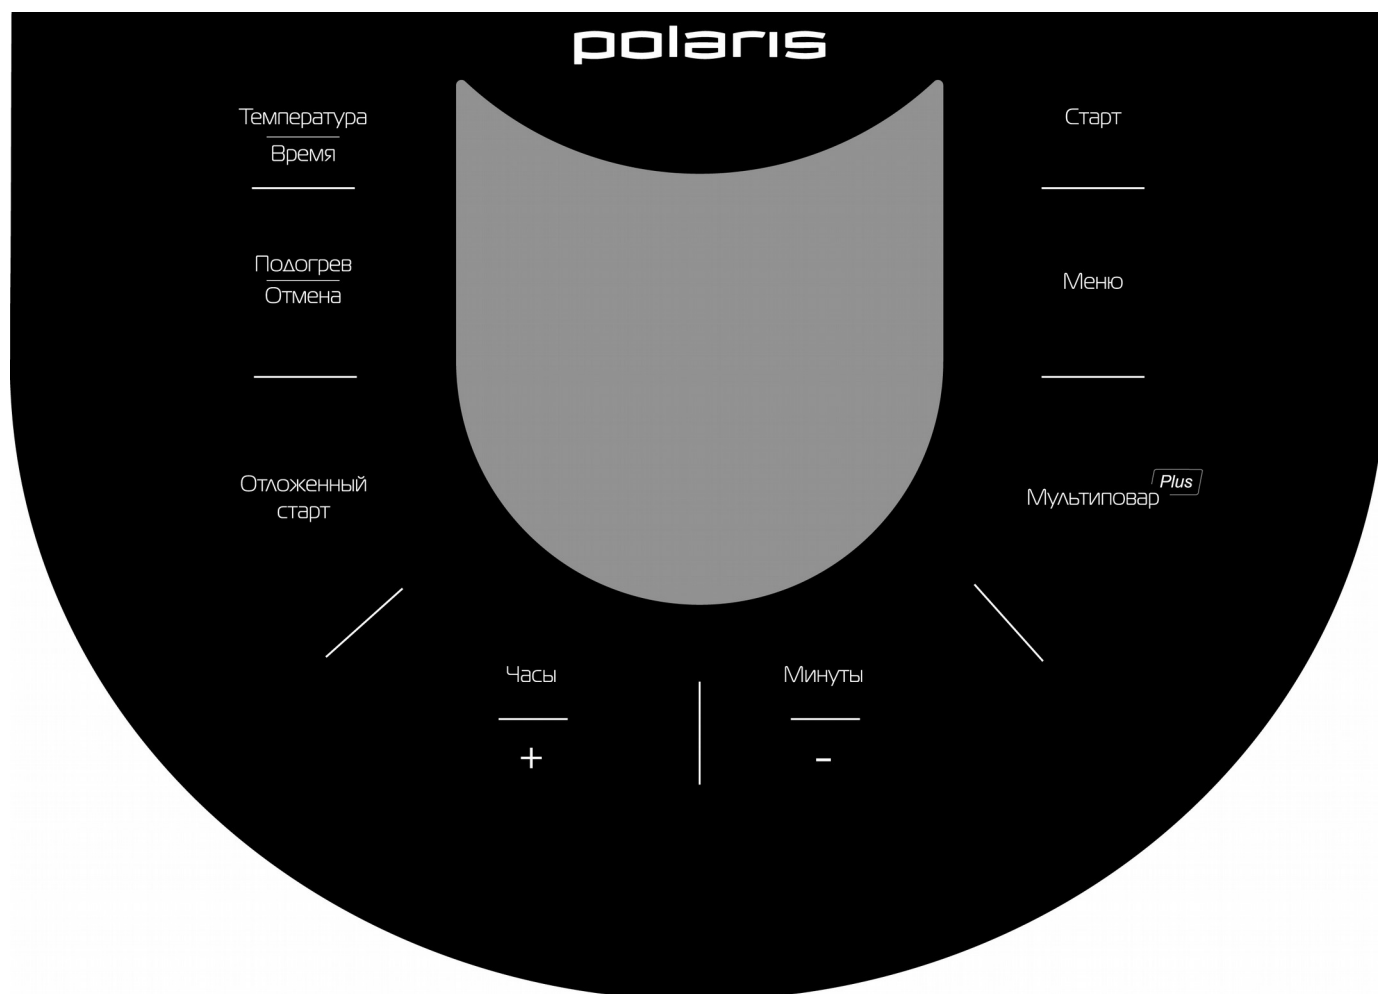 polaris
Температура
Время
Старт
Подогрев
Отмена
Меню
Отложенный
старт
Мультиповар Plus
Часы
+
Минуты
-